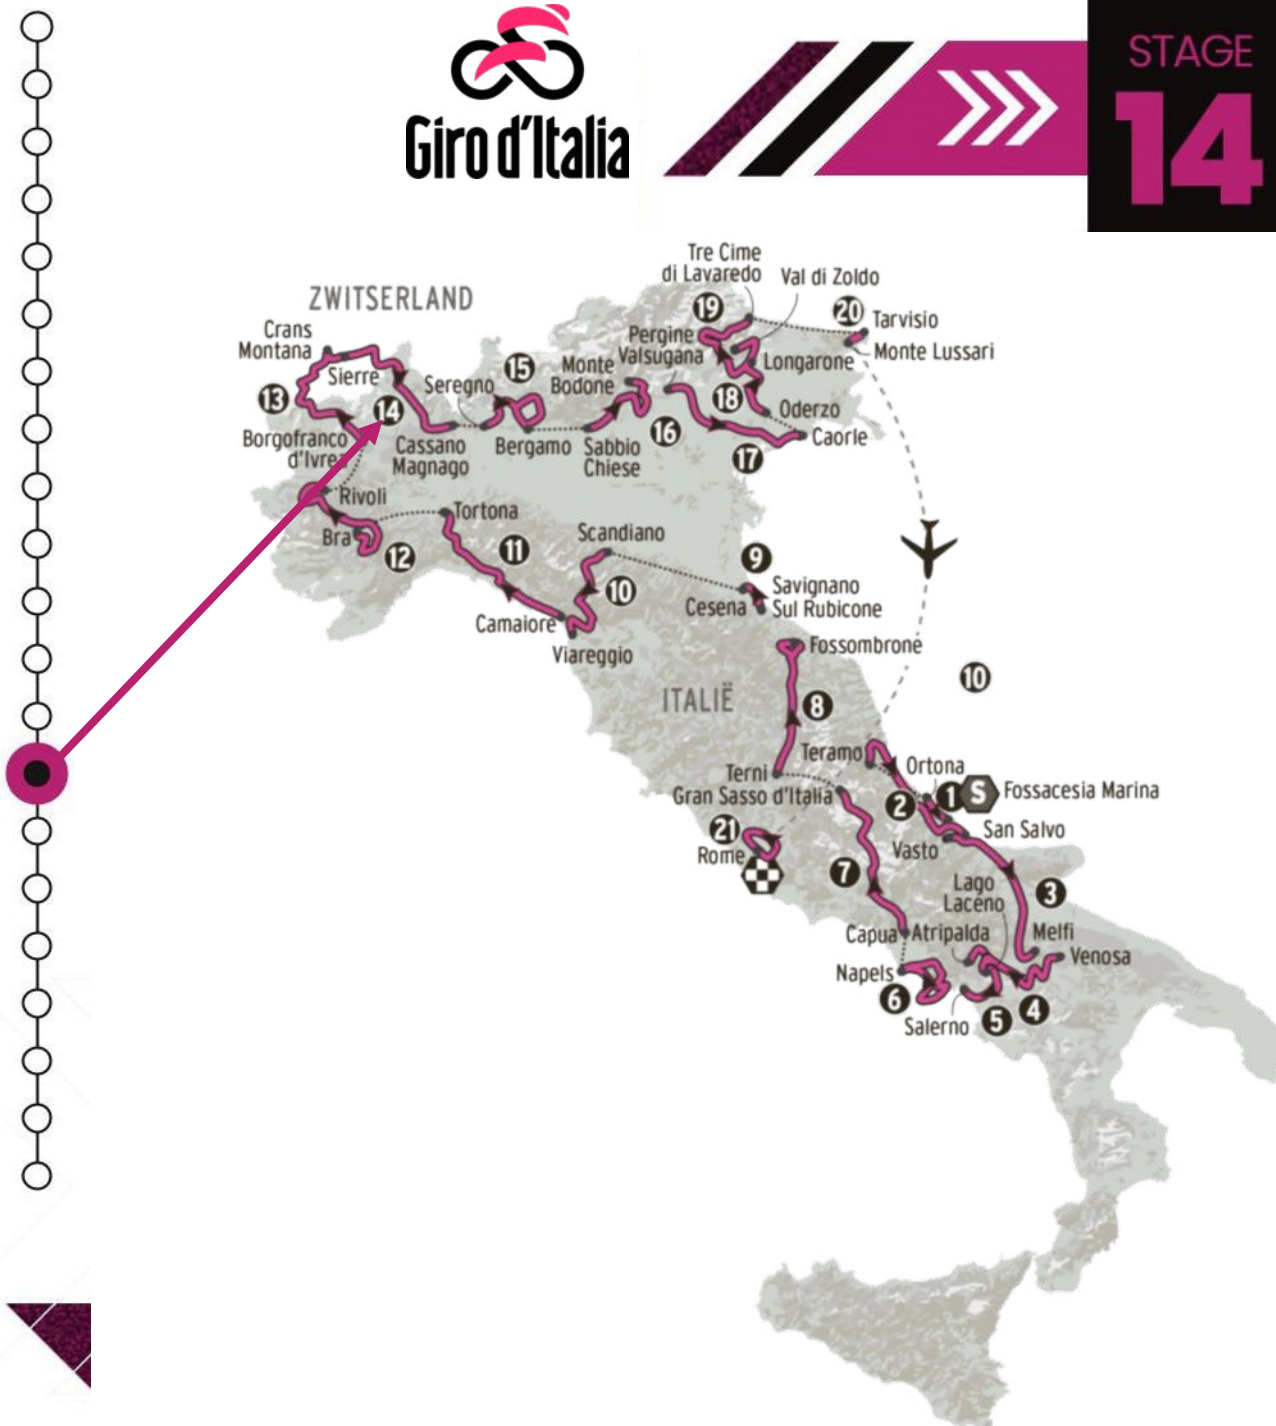 Giro d'Italia
STAGE
14
Tre Cime
di Lavaredo
Val di Zoldo
ZWITSERLAND
19
20
Tarvisio
Crans
Montana
Pergine
Valsugana
Monte Lussari
Longarone
Sierre
Seregno
15
Monte
Bodone
13
14
18
Oderzo
Borgofranco
d'Ivrea
Cassano
Magnago
Bergamo
Sabbio
Chiese
16
Caorle
17
Rivoli
Tortona
Bra
12
11
Scandiano
9
10
Savignano
Sul Rubicone
Cesena
Camaiore
Viareggio
Fossombrone
10
ITALIË
8
Teramo
Ortona
Terni
Gran Sasso d'Italia
2
1
S
Fossacesia Marina
21
Rome
San Salvo
Vasto
7
Lago
Laceno
3
Capua
Atripalda
Melfi
Venosa
Napels
6
Salerno
5
4